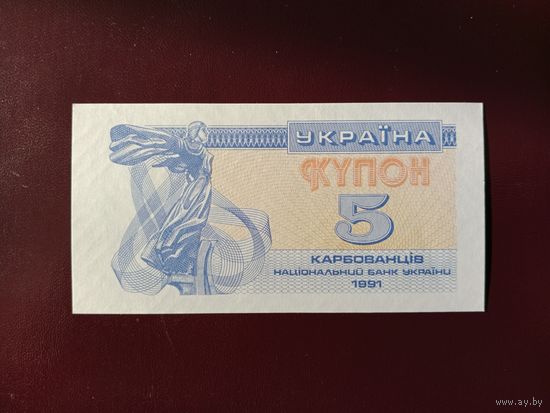 УКРАЇНА
КУПОН
5
КАРБОВАНЦІВ
НАЦІОНАЛЬНИЙ БАНК УКРАЇНИ
1991
www.ay.by